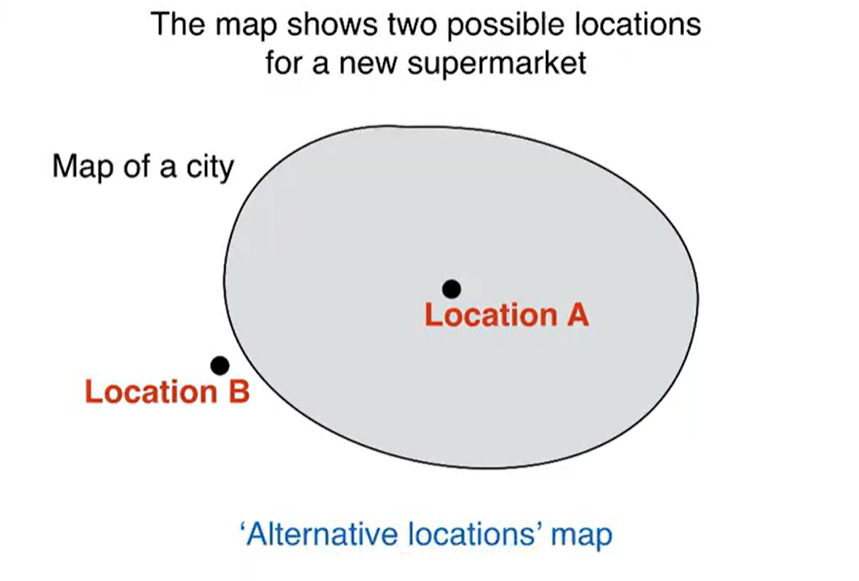 The map shows two possible locations
for a new supermarket
Map of a city
Location A
Location B
‘Alternative locations’ map